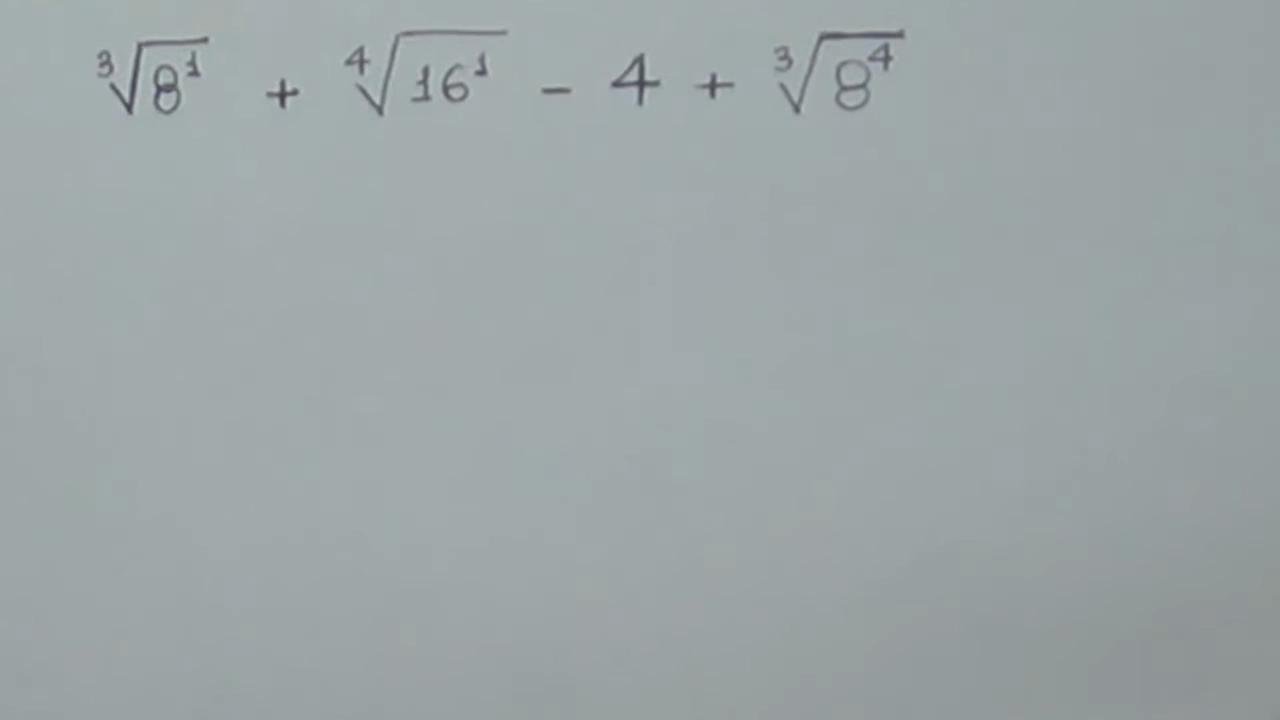 ∛8¹ + ∜16¹ - 4 + ∛8⁴